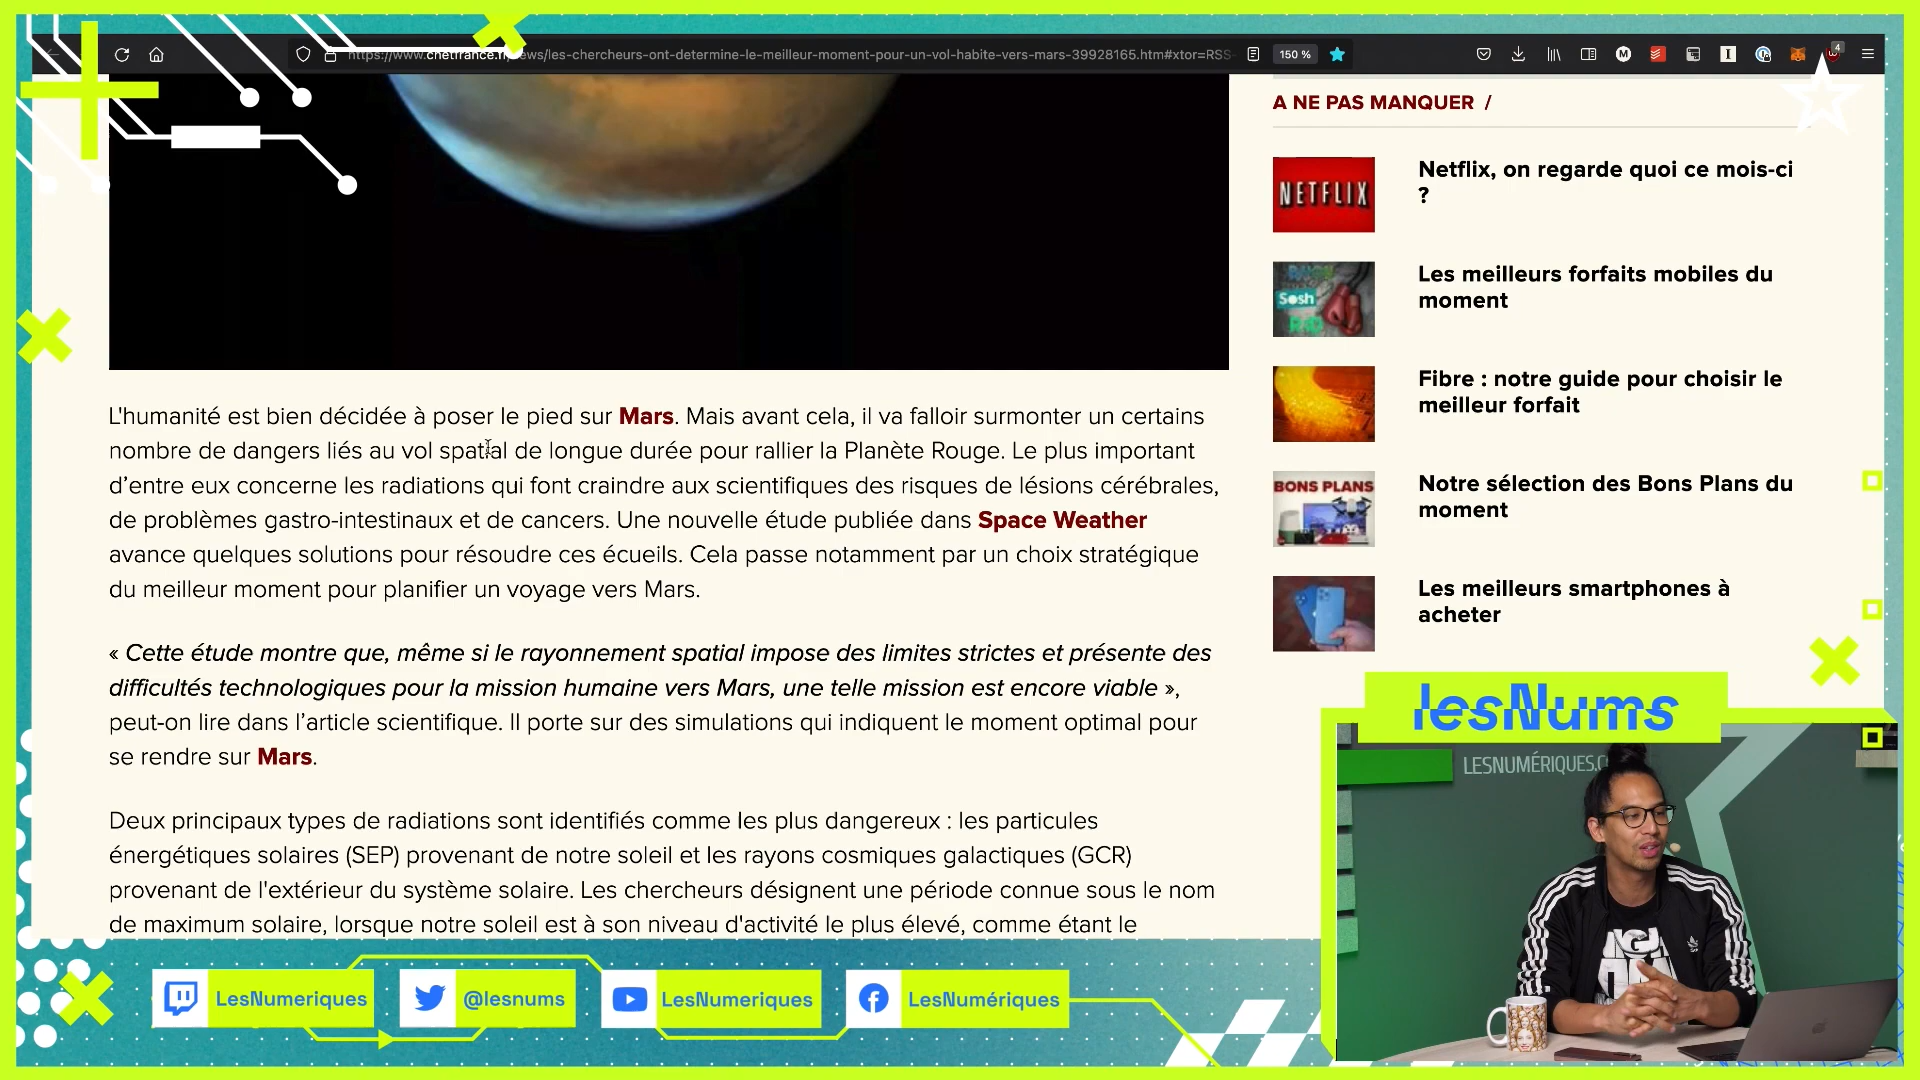 https://www.cnetfrance.fr/news/les-chercheurs-ont-determine-le-meilleur-moment-pour-un-vol-habite-vers-mars-39928165.htm#xtor=RSS-
150 %
4
A NE PAS MANQUER /
NETFLIX
Netflix, on regarde quoi ce mois-ci
?
Sosh
Les meilleurs forfaits mobiles du
moment
Fibre : notre guide pour choisir le
meilleur forfait
BONS PLANS
Notre sélection des Bons Plans du
moment
Les meilleurs smartphones à
acheter
L'humanité est bien décidée à poser le pied sur Mars. Mais avant cela, il va falloir surmonter un certains
nombre de dangers liés au vol spatial de longue durée pour rallier la Planète Rouge. Le plus important
d’entre eux concerne les radiations qui font craindre aux scientifiques des risques de lésions cérébrales,
de problèmes gastro-intestinaux et de cancers. Une nouvelle étude publiée dans Space Weather
avance quelques solutions pour résoudre ces écueils. Cela passe notamment par un choix stratégique
du meilleur moment pour planifier un voyage vers Mars.
« Cette étude montre que, même si le rayonnement spatial impose des limites strictes et présente des
difficultés technologiques pour la mission humaine vers Mars, une telle mission est encore viable »,
peut-on lire dans l’article scientifique. Il porte sur des simulations qui indiquent le moment optimal pour
se rendre sur Mars.
Deux principaux types de radiations sont identifiés comme les plus dangereux : les particules
énergétiques solaires (SEP) provenant de notre soleil et les rayons cosmiques galactiques (GCR)
provenant de l'extérieur du système solaire. Les chercheurs désignent une période connue sous le nom
de maximum solaire, lorsque notre soleil est à son niveau d'activité le plus élevé, comme étant le
lesNums
LESNUMÉRIQUES.C
LesNumeriques
@lesnums
LesNumeriques
LesNumériques